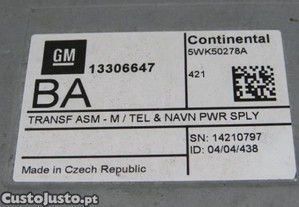 GM
13306647
BA
Continental
5WK50278A
421
TRANSF ASM - M / TEL & NAVN PWR SPLY
SN: 14210797
ID: 04/04/438
Made in Czech Republic
CustoJusto.pt